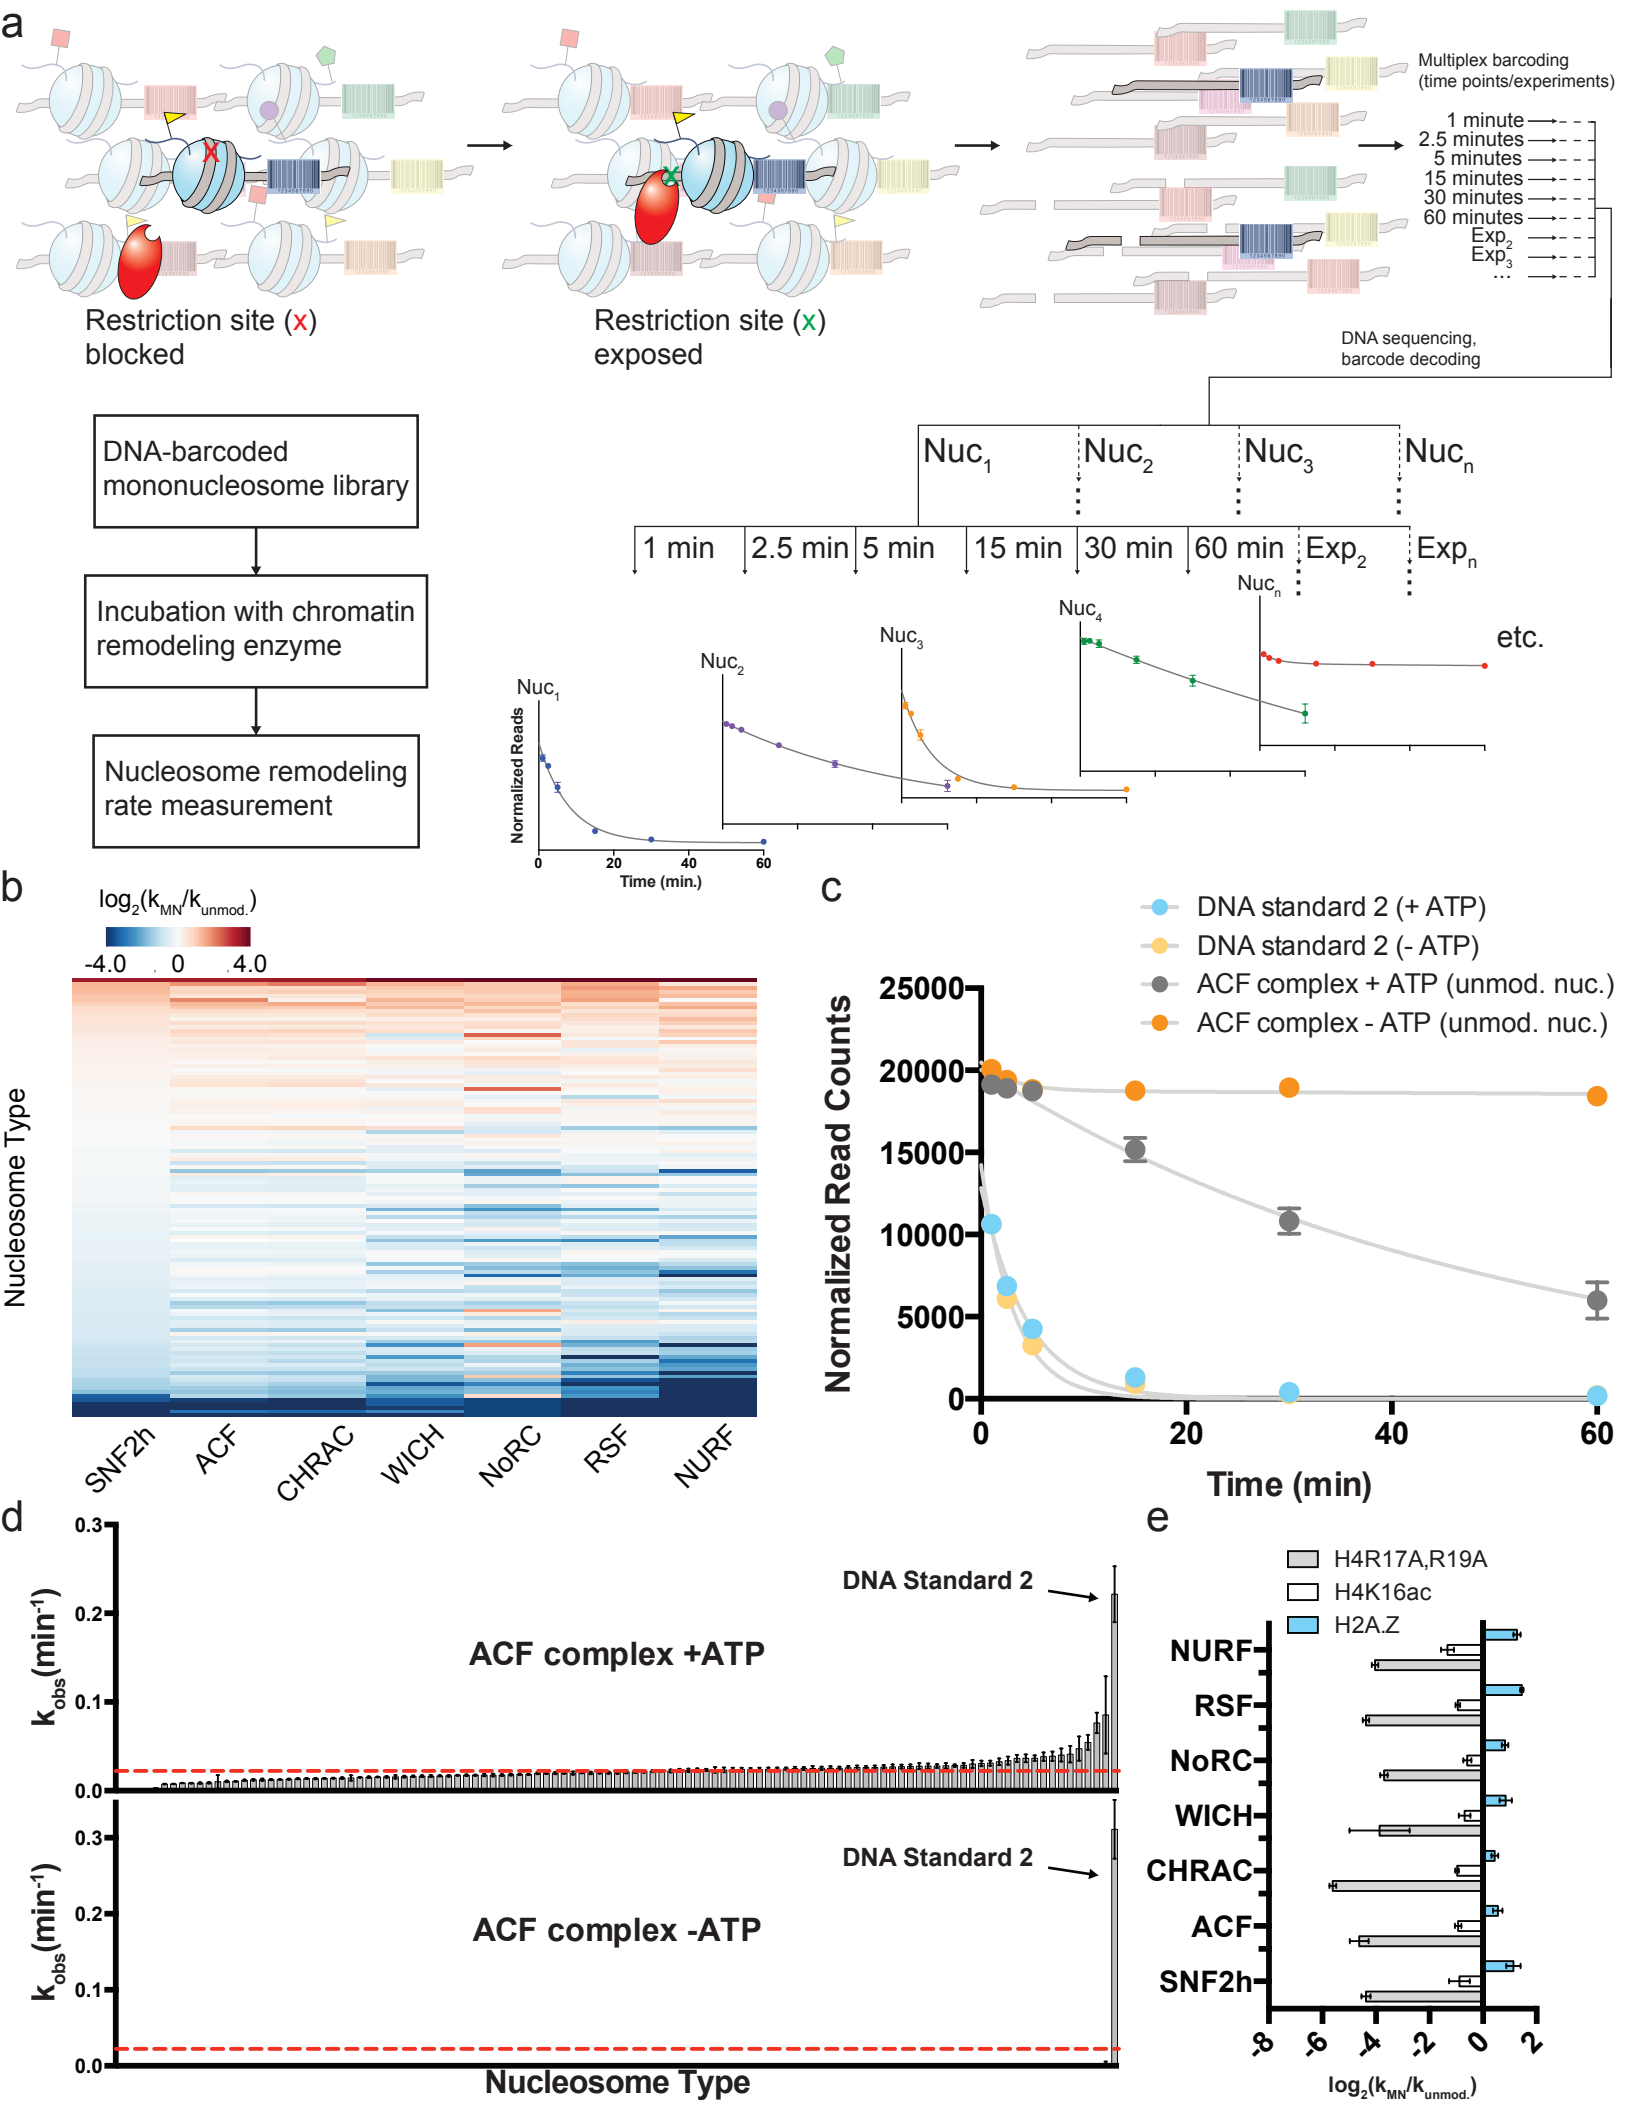 a
Multiplex barcoding
(time points/experiments)
1 minute
2.5 minutes
5 minutes
15 minutes
30 minutes
60 minutes
Exp2
Exp3
...
Restriction site (x)
blocked
Restriction site (x)
exposed
DNA sequencing,
barcode decoding
DNA-barcoded
mononucleosome library
Incubation with chromatin
remodeling enzyme
Nucleosome remodeling
rate measurement
Nuc1 Nuc2 Nuc3 Nucn
1 min 2.5 min 5 min 15 min 30 min 60 min Exp2 Expn
Nuc1
Nuc2
Nuc3
Nuc4
Nucn
etc.
Normalized Reads
0 20 40 60
Time (min.)
b
log2(kMN/kunmod.)
-4.0 0 4.0
Nucleosome Type
SNF2h ACF CHRAC WICH NoRC RSF NURF
c
DNA standard 2 (+ ATP)
DNA standard 2 (- ATP)
ACF complex + ATP (unmod. nuc.)
ACF complex - ATP (unmod. nuc.)
Normalized Read Counts
25000
20000
15000
10000
5000
0
0 20 40 60
Time (min)
d
kobs(min-1)
0.3
0.2
0.1
0.0
DNA Standard 2
ACF complex +ATP
kobs(min-1)
0.3
0.2
0.1
0.0
DNA Standard 2
ACF complex -ATP
Nucleosome Type
e
H4R17A,R19A
H4K16ac
H2A.Z
NURF
RSF
NoRC
WICH
CHRAC
ACF
SNF2h
-8 -6 -4 -2 0 2
log2(kMN/kunmod.)